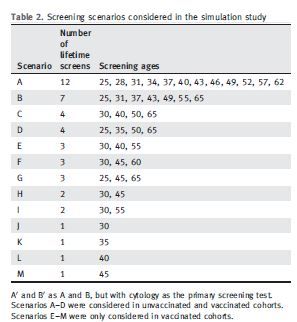 Table 2. Screening scenarios considered in the simulation study
Number
of
lifetime
Scenario screens Screening ages
A 12 25, 28, 31, 34, 37, 40, 43, 46, 49, 52, 57, 62
B 7 25, 31, 37, 43, 49, 55, 65
C 4 30, 40, 50, 65
D 4 25, 35, 50, 65
E 3 30, 40, 55
F 3 30, 45, 60
G 3 25, 45, 65
H 2 30, 45
I 2 30, 55
J 1 30
K 1 35
L 1 40
M 1 45
A′ and B′ as A and B, but with cytology as the primary screening test.
Scenarios A–D were considered in unvaccinated and vaccinated cohorts.
Scenarios E–M were only considered in vaccinated cohorts.